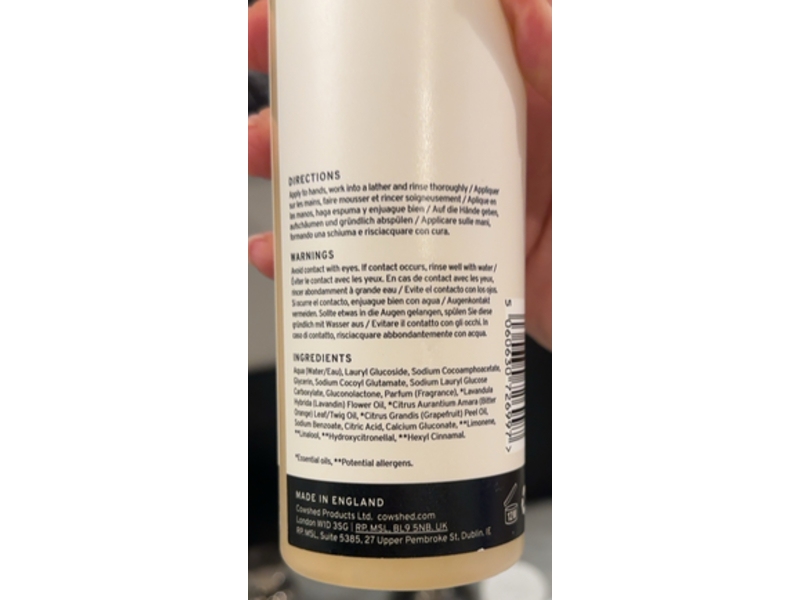 DIRECTIONS
Apply to hands, work into a lather and rinse thoroughly / Appliquer
sur les mains, faire mousser et rincer soigneusement / Aplique en
las manos, haga espuma y enjuague bien / Auf die Hände geben,
aufschäumen und gründlich abspülen / Applicare sulle mani,
formando una schiuma e risciacquare con cura.
WARNINGS
Avoid contact with eyes. If contact occurs, rinse well with water /
Éviter le contact avec les yeux. En cas de contact avec les yeux,
rincer abondamment à grande eau / Evite el contacto con los ojos.
Si ocurre el contacto, enjuague bien con agua / Augenkontakt
vermeiden. Sollte etwas in die Augen gelangen, spülen Sie diese
gründlich mit Wasser aus / Evitare il contatto con gli occhi. In
caso di contatto, risciacquare abbondantemente con acqua.
INGREDIENTS
Aqua (Water/Eau), Lauryl Glucoside, Sodium Cocoamphoacetate,
Glycerin, Sodium Cocoyl Glutamate, Sodium Lauryl Glucose
Carboxylate, Gluconolactone, Parfum (Fragrance), *Lavandula
Hybrida (Lavandin) Flower Oil, *Citrus Aurantium Amara (Bitter
Orange) Leaf/Twig Oil, *Citrus Grandis (Grapefruit) Peel Oil,
Sodium Benzoate, Citric Acid, Calcium Gluconate, **Limonene,
**Linalool, **Hydroxycitronellal, **Hexyl Cinnamal.
*Essential oils, **Potential allergens.
MADE IN ENGLAND
Cowshed Products Ltd. cowshed.com
London W1D 3SG | RP MSL, BL9 5NB, UK
RP MSL, Suite 5385, 27 Upper Pembroke St, Dublin, IE
12M
5 060630 726997 >